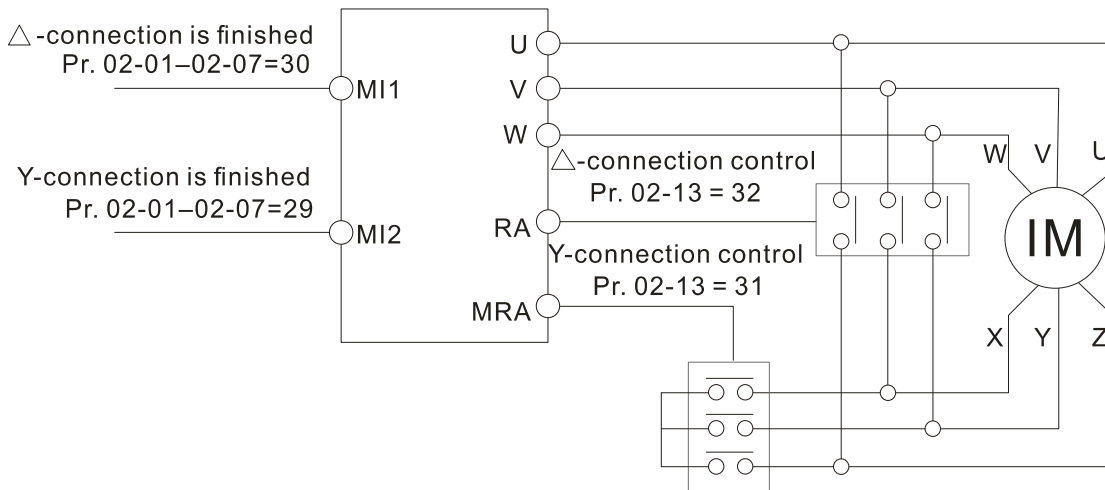 △-connection is finished
Pr. 02-01–02-07=30
MI1
Y-connection is finished
Pr. 02-01–02-07=29
MI2
U
V
W
△-connection control
Pr. 02-13 = 32
RA
Y-connection control
Pr. 02-13 = 31
MRA
W V U
IM
X Y Z